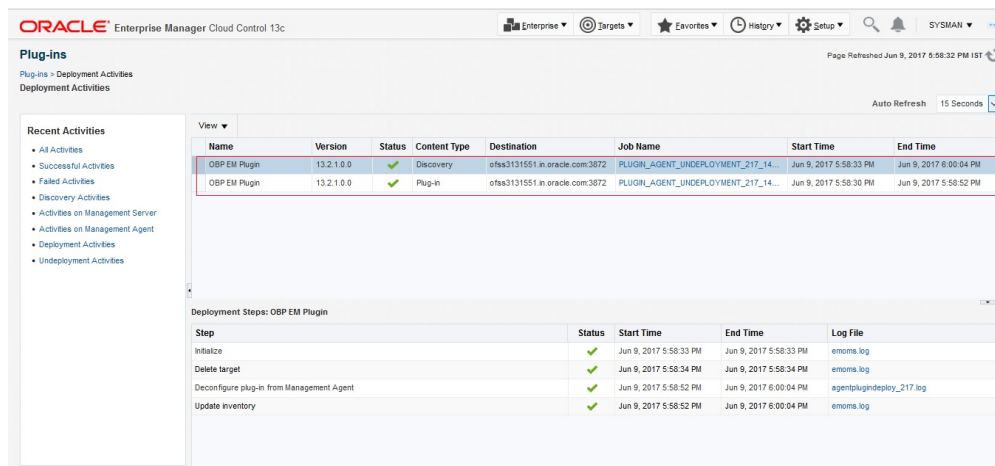 ORACLE Enterprise Manager Cloud Control 13c
Enterprise Targets Favorites History Setup SYSMAN
Plug-ins
Page Refreshed Jun 9, 2017 5:58:32 PM IST
Plug-ins > Deployment Activities
Deployment Activities
Auto Refresh 15 Seconds
Recent Activities
All Activities
Successful Activities
Failed Activities
Discovery Activities
Activities on Management Server
Activities on Management Agent
Deployment Activities
Undeployment Activities
View
Name Version Status Content Type Destination Job Name Start Time End Time
OBP EM Plugin 13.2.1.0.0 Discovery ofss3131551.in.oracle.com:3872 PLUGIN_AGENT_UNDEPLOYMENT_217_14... Jun 9, 2017 5:58:33 PM Jun 9, 2017 6:00:04 PM
OBP EM Plugin 13.2.1.0.0 Plug-in ofss3131551.in.oracle.com:3872 PLUGIN_AGENT_UNDEPLOYMENT_217_14... Jun 9, 2017 5:58:30 PM Jun 9, 2017 5:58:52 PM
Deployment Steps: OBP EM Plugin
Step Status Start Time End Time Log File
Initialize Jun 9, 2017 5:58:33 PM Jun 9, 2017 5:58:33 PM emoms.log
Delete target Jun 9, 2017 5:58:34 PM Jun 9, 2017 5:58:34 PM emoms.log
Deconfigure plug-in from Management Agent Jun 9, 2017 5:58:52 PM Jun 9, 2017 6:00:04 PM agentplugindeploy_217.log
Update inventory Jun 9, 2017 5:58:52 PM Jun 9, 2017 6:00:04 PM emoms.log